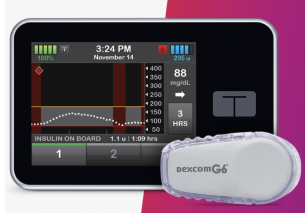 3:24 PM
November 14
100%
235 u
400
350
300
250
200
150
100
50
88
mg/dL
3
HRS
INSULIN ON BOARD 1.1 u | 1:09 hrs
1
2
Dexcom G6